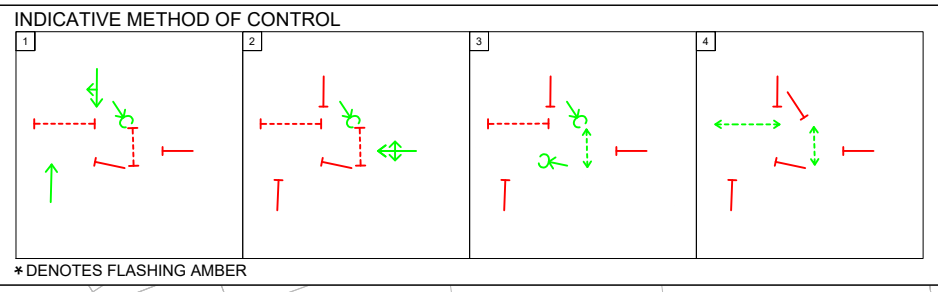 INDICATIVE METHOD OF CONTROL
1 2 3 4
* DENOTES FLASHING AMBER